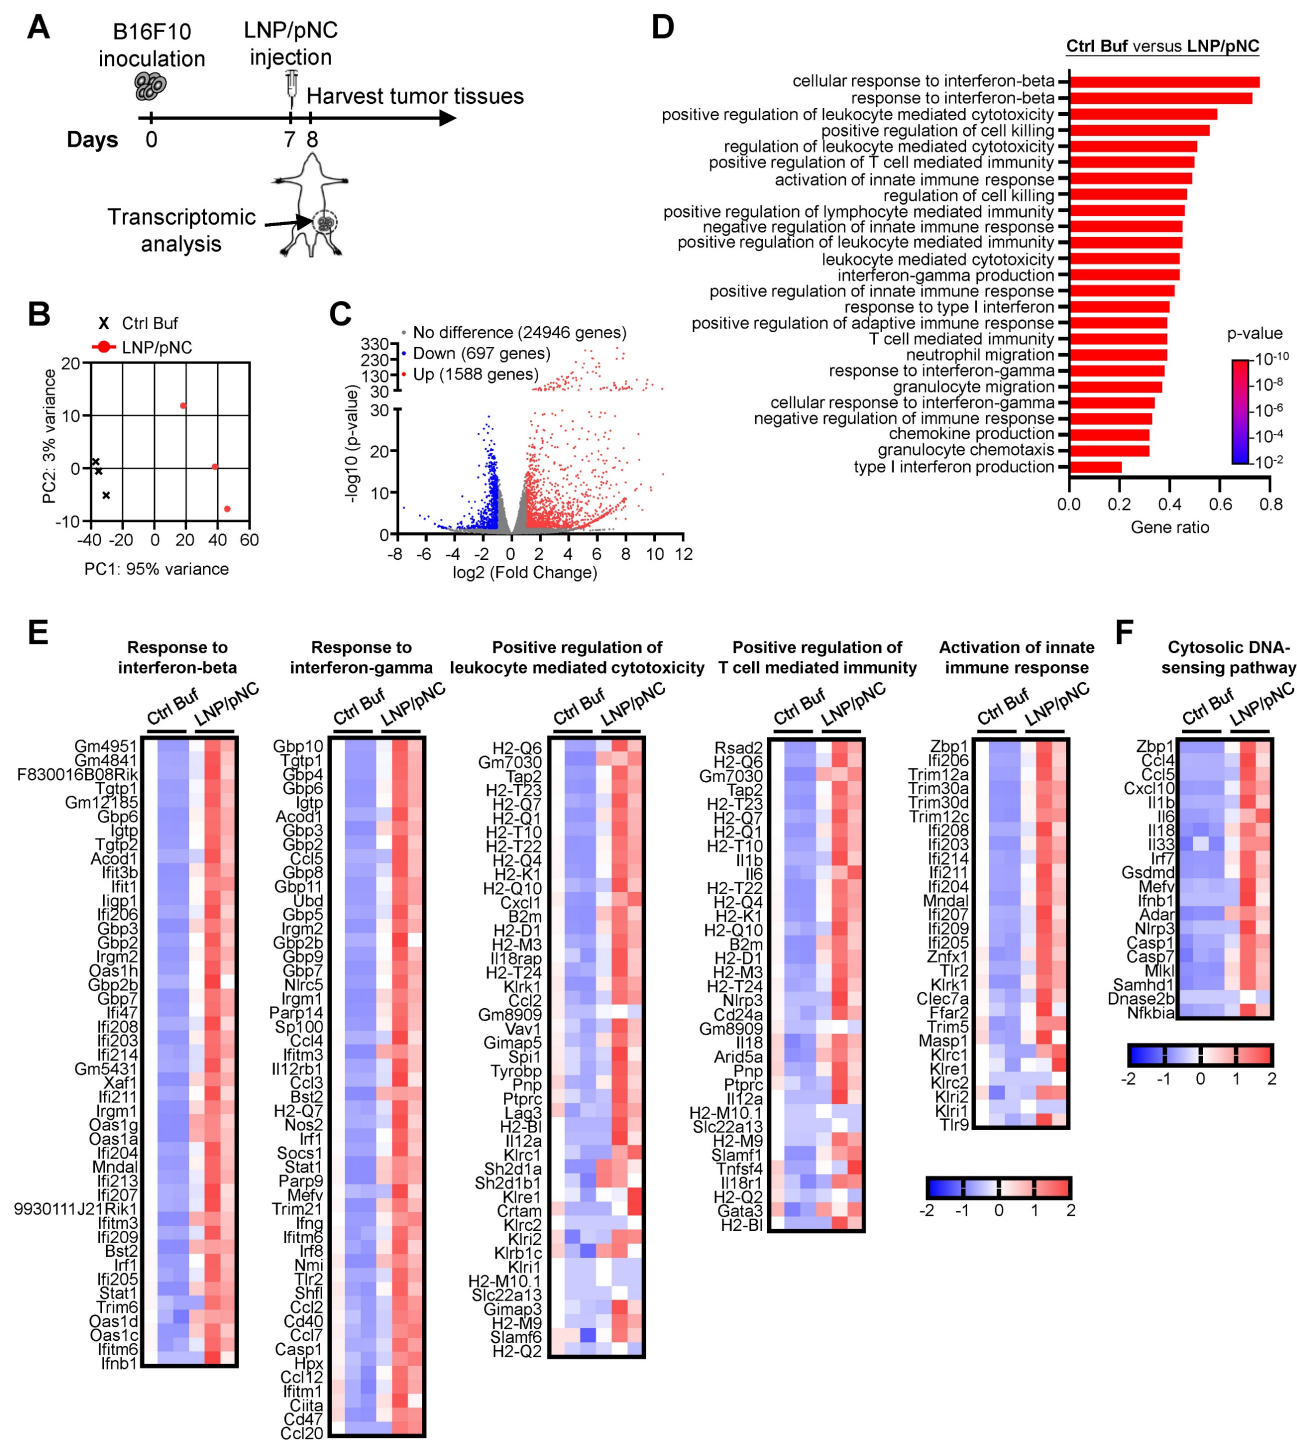 A
B16F10
inoculation
LNP/pNC
injection
Harvest tumor tissues
Days 0 7 8
Transcriptomic
analysis
B
Ctrl Buf
LNP/pNC
PC2: 3% variance
20
10
0
-10
-40 -20 0 20 40 60
PC1: 95% variance
C
No difference (24946 genes)
Down (697 genes)
Up (1588 genes)
-log10 (p-value)
330
230
130
30
30
20
10
0
-8 -6 -4 -2 0 2 4 6 8 10 12
log2 (Fold Change)
D
Ctrl Buf versus LNP/pNC
cellular response to interferon-beta
response to interferon-beta
positive regulation of leukocyte mediated cytotoxicity
positive regulation of cell killing
regulation of leukocyte mediated cytotoxicity
positive regulation of T cell mediated immunity
activation of innate immune response
regulation of cell killing
positive regulation of lymphocyte mediated immunity
negative regulation of innate immune response
positive regulation of leukocyte mediated immunity
leukocyte mediated cytotoxicity
interferon-gamma production
positive regulation of innate immune response
response to type I interferon
positive regulation of adaptive immune response
T cell mediated immunity
neutrophil migration
response to interferon-gamma
granulocyte migration
cellular response to interferon-gamma
negative regulation of immune response
chemokine production
granulocyte chemotaxis
type I interferon production
0.0 0.2 0.4 0.6 0.8
Gene ratio
p-value
10-10
10-8
10-6
10-4
10-2
E
Response to
interferon-beta
Ctrl Buf LNP/pNC
Gm4951
Gm4841
F830016B08Rik
Tgtp1
Gm12185
Gbp6
Igtp
Tgtp2
Acod1
Ifit3b
Ifit1
Iigp1
Ifi206
Gbp3
Gbp2
Irgm2
Oas1h
Gbp2b
Gbp7
Ifi47
Ifi208
Ifi203
Ifi214
Gm5431
Xaf1
Ifi211
Irgm1
Oas1g
Oas1a
Ifi204
Mndal
Ifi213
Ifi207
9930111J21Rik1
Ifitm3
Ifi209
Bst2
Irf1
Ifi205
Stat1
Trim6
Oas1d
Oas1c
Ifitm6
Ifnb1
Response to
interferon-gamma
Ctrl Buf LNP/pNC
Gbp10
Tgtp1
Gbp4
Gbp6
Igtp
Acod1
Gbp3
Gbp2
Ccl5
Gbp8
Gbp11
Ubd
Gbp5
Irgm2
Gbp2b
Gbp9
Gbp7
Nlrc5
Irgm1
Parp14
Sp100
Ccl4
Ifitm3
Il12rb1
Ccl3
Bst2
H2-Q7
Nos2
Irf1
Socs1
Stat1
Parp9
Mefv
Trim21
Ifng
Ifitm6
Irf8
Nmi
Tlr2
Shfl
Ccl2
Cd40
Ccl7
Casp1
Hpx
Ccl12
Ifitm1
Ciita
Cd47
Ccl20
Positive regulation of
leukocyte mediated cytotoxicity
Ctrl Buf LNP/pNC
H2-Q6
Gm7030
Tap2
H2-T23
H2-Q7
H2-Q1
H2-T10
H2-T22
H2-Q4
H2-K1
H2-Q10
Cxcl1
B2m
H2-D1
H2-M3
Il18rap
H2-T24
Klrk1
Ccl2
Gm8909
Vav1
Gimap5
Spi1
Tyrobp
Pnp
Ptprc
Lag3
H2-Bl
Il12a
Klrc1
Sh2d1a
Sh2d1b1
Klre1
Crtam
Klrc2
Klri2
Klrb1c
Klri1
H2-M10.1
Slc22a13
Gimap3
H2-M9
Slamf6
H2-Q2
Positive regulation of
T cell mediated immunity
Ctrl Buf LNP/pNC
Rsad2
H2-Q6
Gm7030
Tap2
H2-T23
H2-Q7
H2-Q1
H2-T10
Il1b
Il6
H2-T22
H2-Q4
H2-K1
H2-Q10
B2m
H2-D1
H2-M3
H2-T24
Nlrp3
Cd24a
Gm8909
Il18
Arid5a
Pnp
Ptprc
Il12a
H2-M10.1
Slc22a13
H2-M9
Slamf1
Tnfsf4
Il18r1
H2-Q2
Gata3
H2-Bl
Activation of innate
immune response
Ctrl Buf LNP/pNC
Zbp1
Ifi206
Trim12a
Trim30a
Trim30d
Trim12c
Ifi208
Ifi203
Ifi214
Ifi211
Ifi204
Mndal
Ifi207
Ifi209
Ifi205
Znfx1
Tlr2
Klrk1
Clec7a
Ffar2
Trim5
Masp1
Klrc1
Klre1
Klrc2
Klri2
Klri1
Tlr9
-2 -1 0 1 2
F
Cytosolic DNA-
sensing pathway
Ctrl Buf LNP/pNC
Zbp1
Ccl4
Ccl5
Cxcl10
Il1b
Il6
Il18
Il33
Irf7
Gsdmd
Mefv
Ifnb1
Adar
Nlrp3
Casp1
Casp7
Mlkl
Samhd1
Dnase2b
Nfkbia
-2 -1 0 1 2